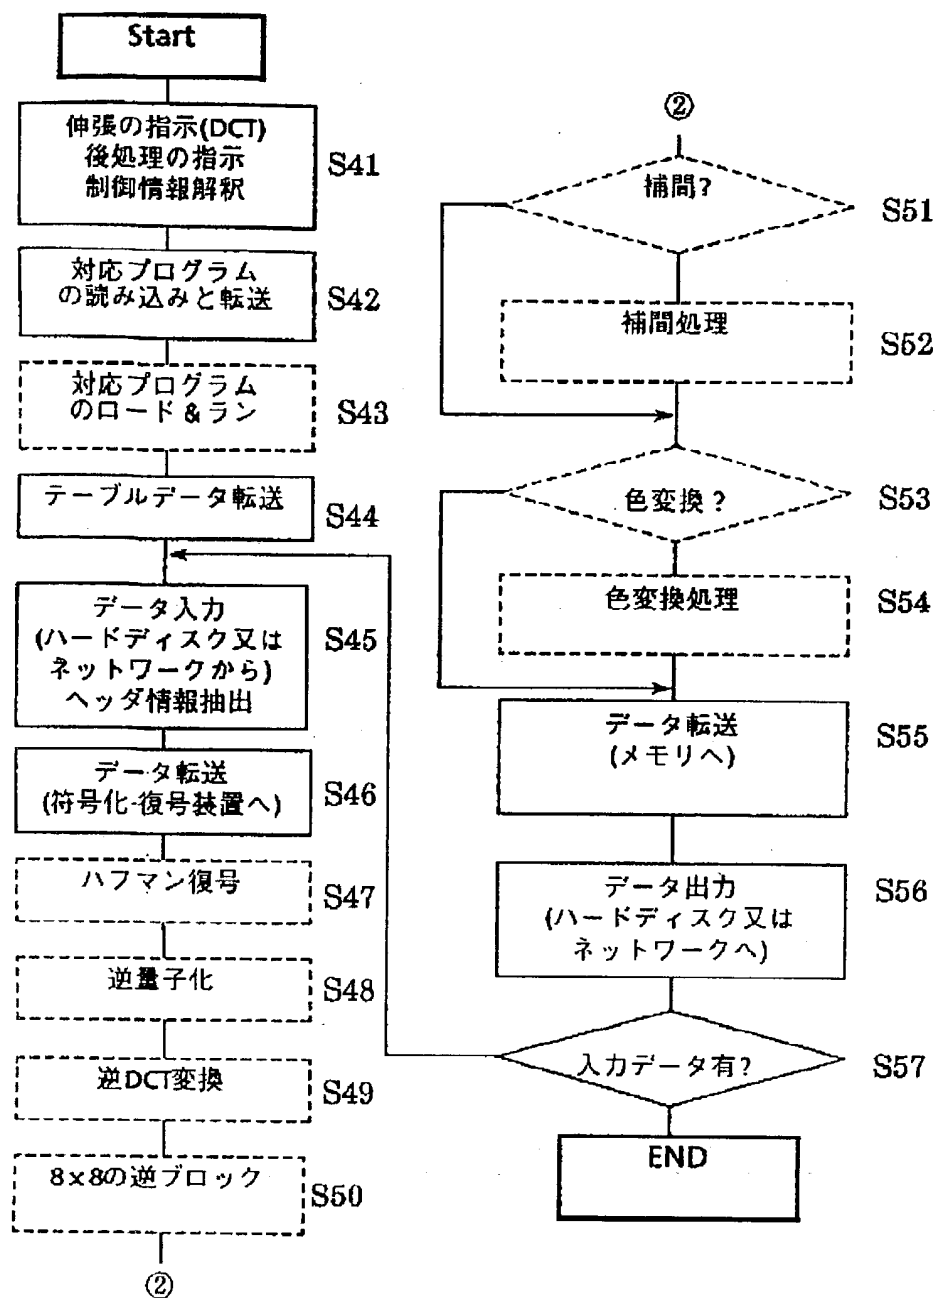 Start
伸張の指示(DCT)
後処理の指示
制御情報解釈
S41
対応プログラム
の読み込みと転送
S42
対応プログラム
のロード&ラン
S43
テーブルデータ転送
S44
データ入力
(ハードディスク又は
ネットワークから)
ヘッダ情報抽出
S45
データ転送
(符号化-復号装置へ)
S46
ハフマン復号
S47
逆量子化
S48
逆DCT変換
S49
8×8の逆ブロック
S50
②
②
補間?
S51
補間処理
S52
色変換?
S53
色変換処理
S54
データ転送
(メモリへ)
S55
データ出力
(ハードディスク又は
ネットワークへ)
S56
入力データ有?
S57
END